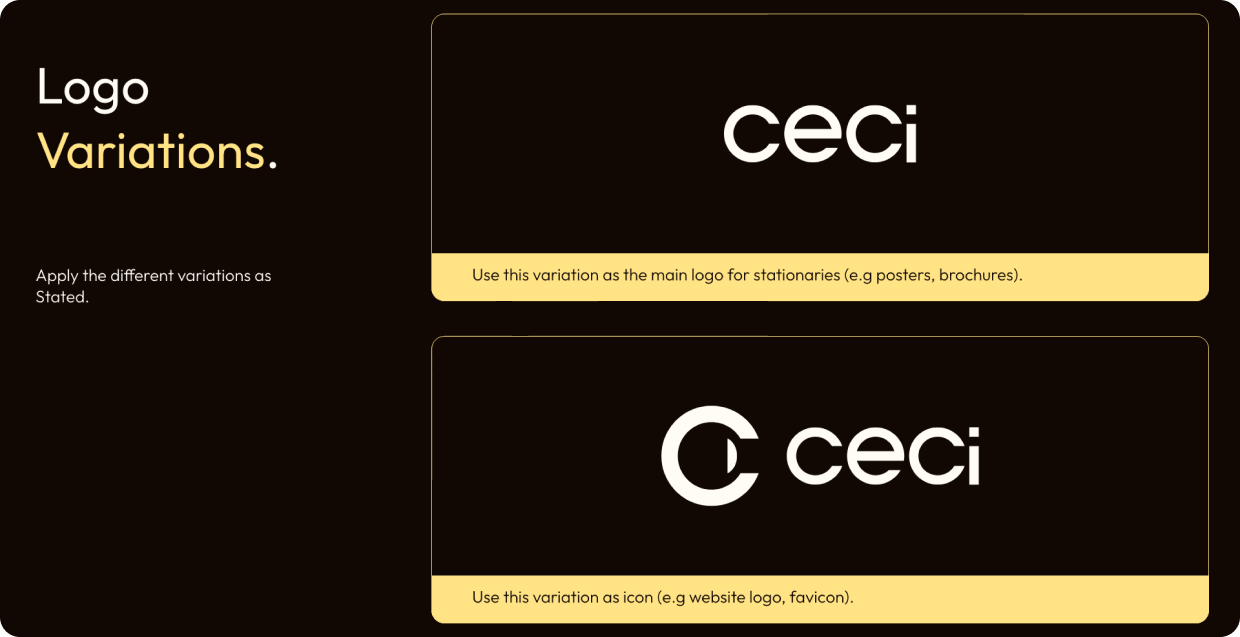 Logo
Variations.
Apply the different variations as
Stated.
ceci
Use this variation as the main logo for stationaries (e.g posters, brochures).
ceci
Use this variation as icon (e.g website logo, favicon).